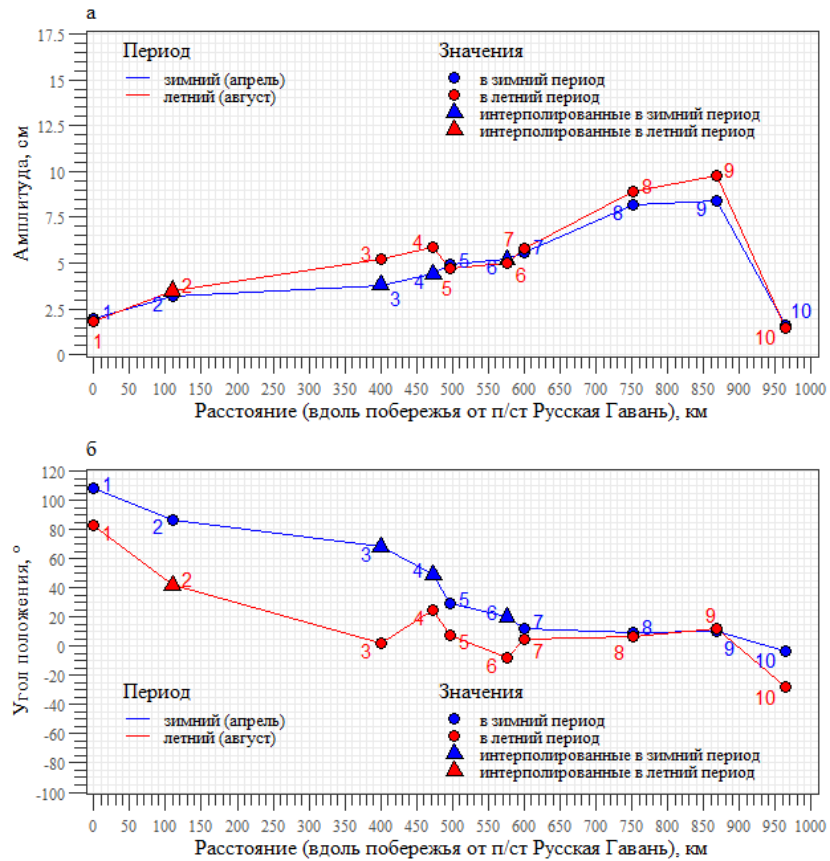 а
17.5
15
12.5
10
7.5
5
2.5
0
Амплитуда, см
Период
зимний (апрель)
летний (август)
Значения
в зимний период
в летний период
интерполированные в зимний период
интерполированные в летний период
1 2 3 4 5 6 7 8 9 10
1 2 3 4 5 6 7 8 9 10
0 50 100 150 200 250 300 350 400 450 500 550 600 650 700 750 800 850 900 950 1000
Расстояние (вдоль побережья от п/ст Русская Гавань), км
б
120
100
80
60
40
20
0
-20
-40
-60
-80
-100
Угол положения, °
1 2 3 4 5 6 7 8 9 10
1 2 3 4 5 6 7 8 9 10
Период
зимний (апрель)
летний (август)
Значения
в зимний период
в летний период
интерполированные в зимний период
интерполированные в летний период
0 50 100 150 200 250 300 350 400 450 500 550 600 650 700 750 800 850 900 950 1000
Расстояние (вдоль побережья от п/ст Русская Гавань), км